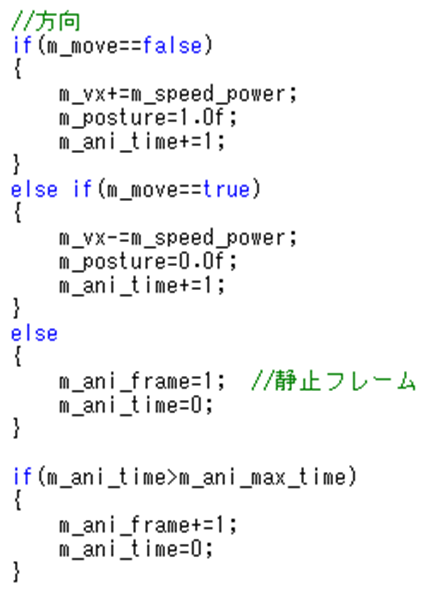 //方向
if(m_move==false)
{
    m_vx+=m_speed_power;
    m_posture=1.0f;
    m_ani_time+=1;
}
else if(m_move==true)
{
    m_vx-=m_speed_power;
    m_posture=0.0f;
    m_ani_time+=1;
}
else
{
    m_ani_frame=1;  //静止フレーム
    m_ani_time=0;
}

if(m_ani_time>m_ani_max_time)
{
    m_ani_frame+=1;
    m_ani_time=0;
}